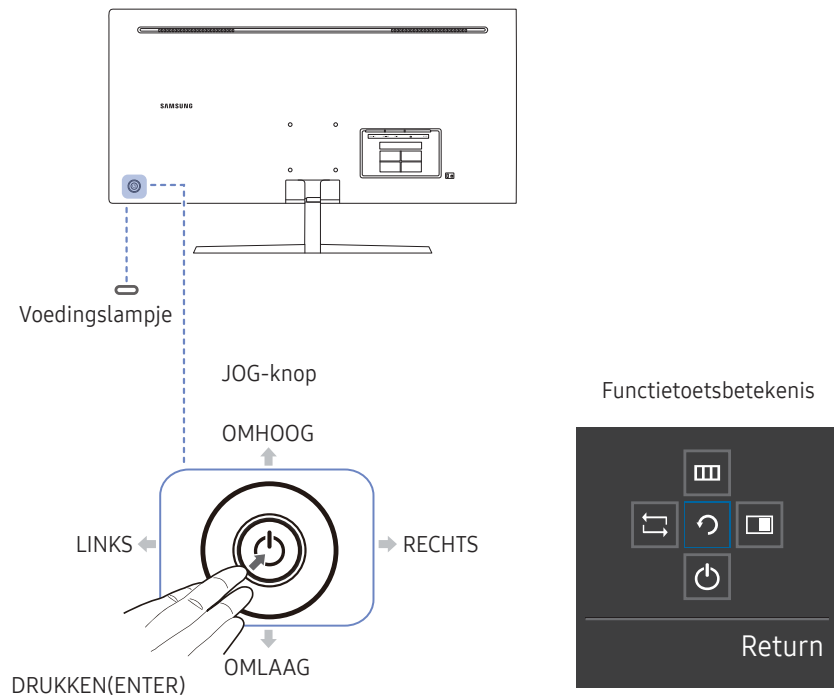 SAMSUNG
Voedingslampje
JOG-knop
Functietoetsbetekenis
OMHOOG
LINKS
RECHTS
OMLAAG
DRUKKEN(ENTER)
Return